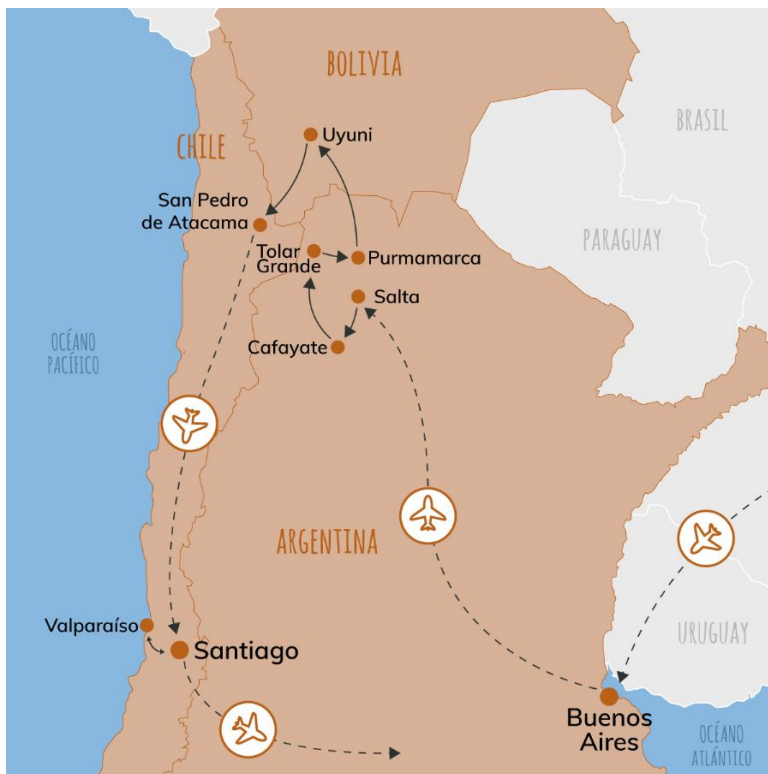 BOLIVIA
BRASIL
CHILE
Uyuni
San Pedro
de Atacama
PARAGUAY
Tolar
Grande
Purmamarca
Salta
OCÉANO
PACÍFICO
Cafayate
ARGENTINA
Valparaíso
URUGUAY
Santiago
Buenos
Aires
OCÉANO
ATLÁNTICO